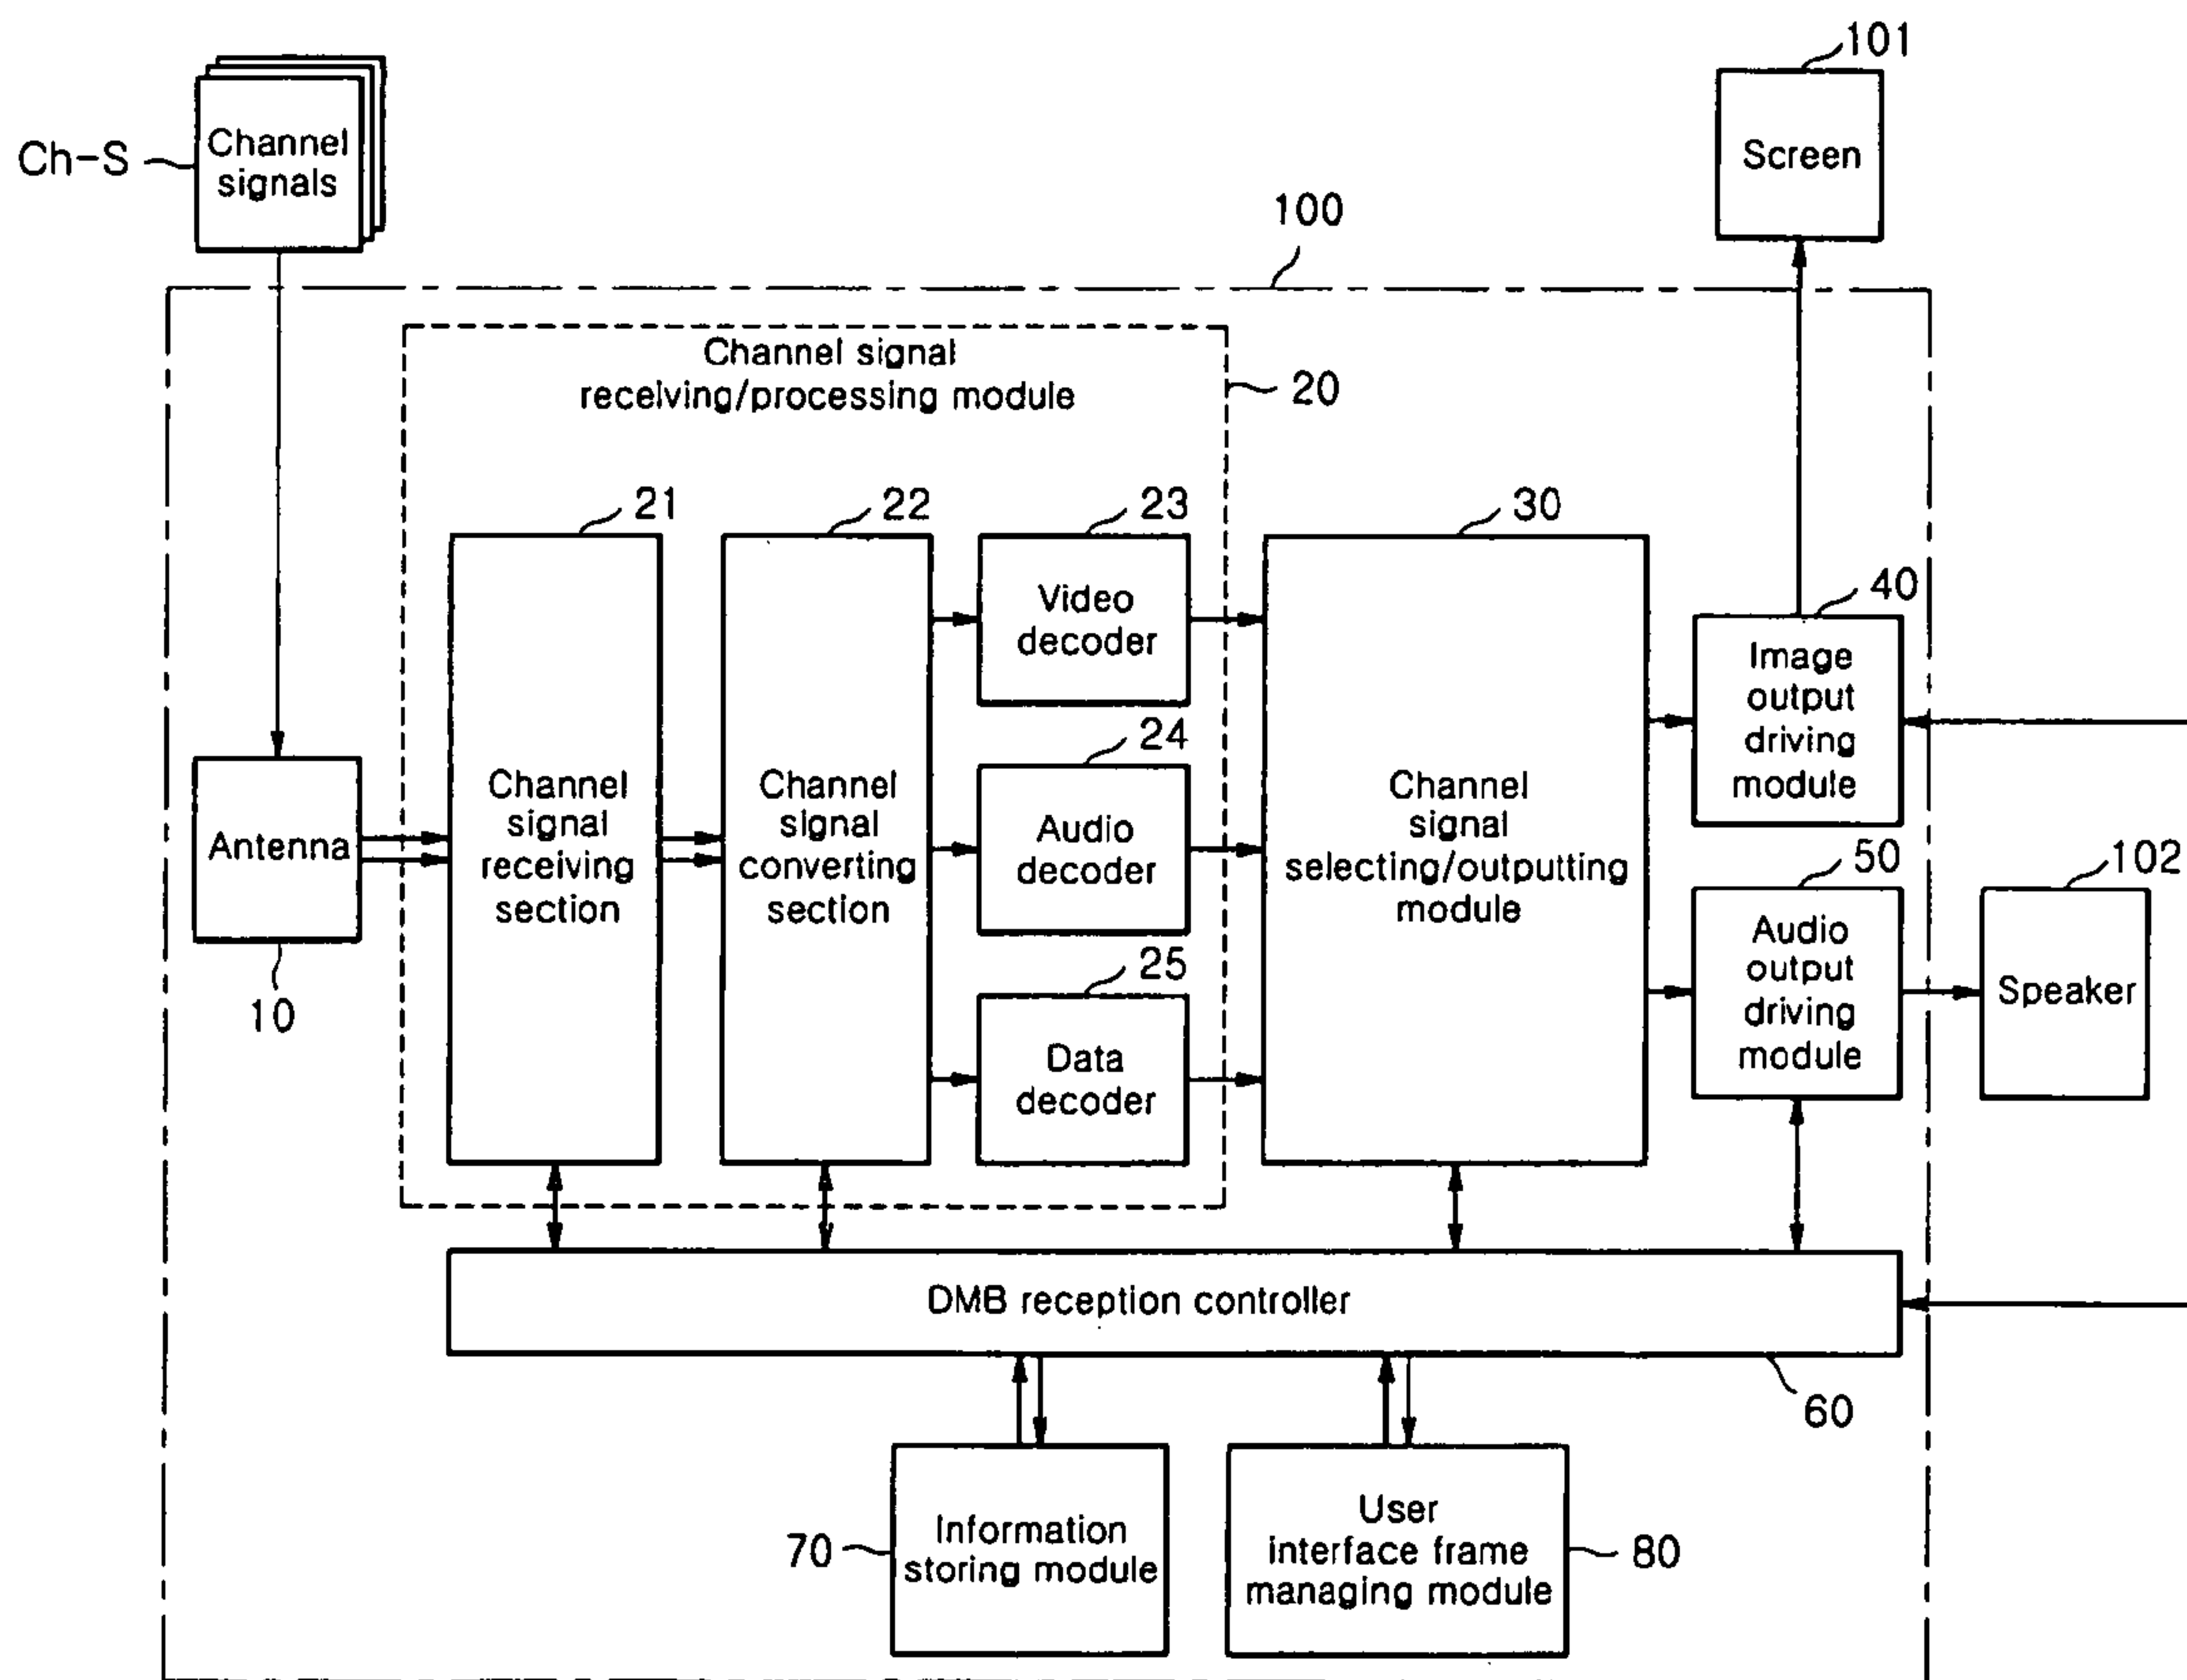 101
Ch-S
Channel
signals
Screen
100
Channel signal
receiving/processing module
20
21
22
23
30
40
Video
decoder
Image
output
driving
module
24
Channel
signal
receiving
section
Channel
signal
converting
section
Audio
decoder
Channel
signal
selecting/outputting
module
Antenna
10
50
102
Audio
output
driving
module
Speaker
25
Data
decoder
DMB reception controller
60
70
Information
storing module
User
interface frame
managing module
80